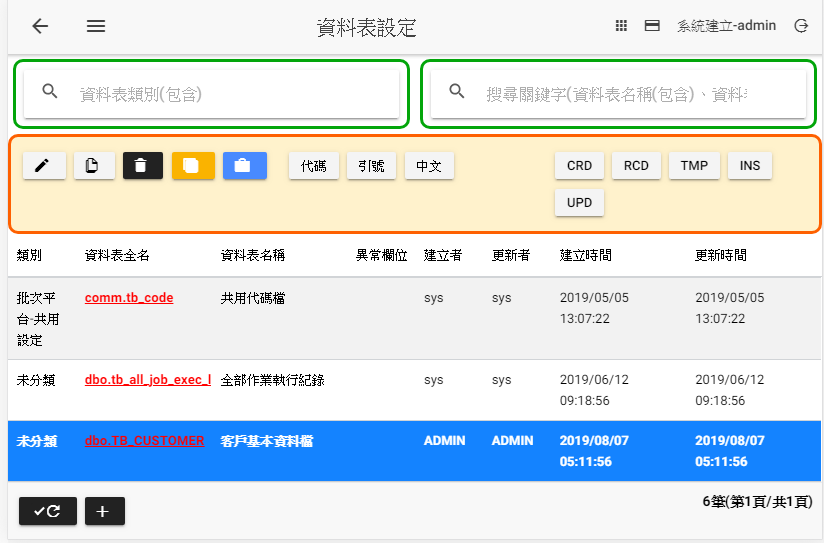 資料表設定
系統建立-admin
資料表類別(包含)
搜尋關鍵字(資料表名稱(包含)、資料
代碼 引號 中文 CRD RCD TMP INS
UPD
類別 資料表全名 資料表名稱 異常欄位 建立者 更新者 建立時間 更新時間
批次平 comm.tb_code 共用代碼檔 sys sys 2019/05/05 2019/05/05
台-共用 13:07:22 13:07:22
設定
未分類 dbo.tb_all_job_exec_l 全部作業執行紀錄 sys sys 2019/06/12 2019/06/12
09:18:56 09:18:56
未分類 dbo.TB_CUSTOMER 客戶基本資料檔 ADMIN ADMIN 2019/08/07 2019/08/07
05:11:56 05:11:56
6筆(第1頁/共1頁)